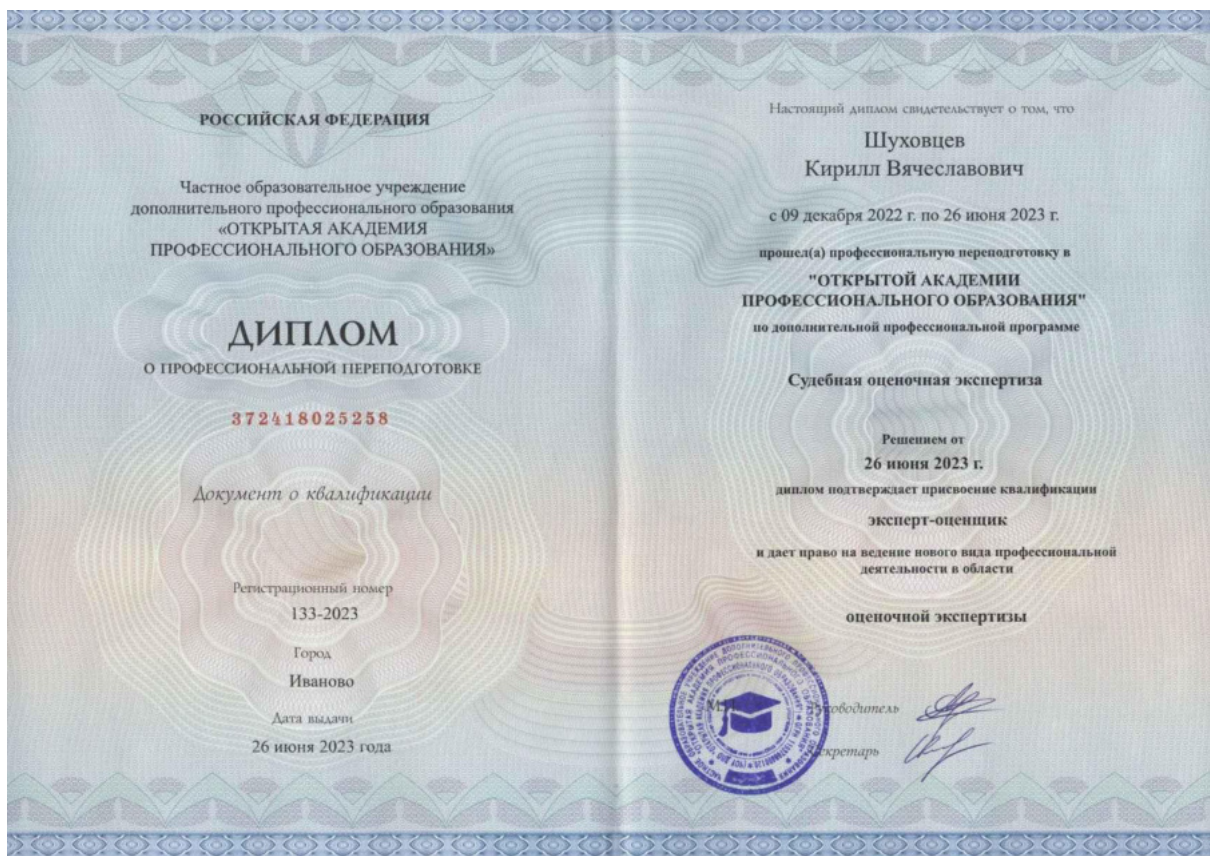 РОССИЙСКАЯ ФЕДЕРАЦИЯ
Частное образовательное учреждение
дополнительного профессионального образования
«ОТКРЫТАЯ АКАДЕМИЯ
ПРОФЕССИОНАЛЬНОГО ОБРАЗОВАНИЯ»
ДИПЛОМ
О ПРОФЕССИОНАЛЬНОЙ ПЕРЕПОДГОТОВКЕ
372418025258
Документ о квалификации
Регистрационный номер
133-2023
Город
Иваново
Дата выдачи
26 июня 2023 года
Настоящий диплом свидетельствует о том, что
Шуховцев
Кирилл Вячеславович
с 09 декабря 2022 г. по 26 июня 2023 г.
прошел(а) профессиональную переподготовку в
"ОТКРЫТОЙ АКАДЕМИИ
ПРОФЕССИОНАЛЬНОГО ОБРАЗОВАНИЯ"
по дополнительной профессиональной программе
Судебная оценочная экспертиза
Решением от
26 июня 2023 г.
диплом подтверждает присвоение квалификации
эксперт-оценщик
и дает право на ведение нового вида профессиональной
деятельности в области
оценочной экспертизы
М.П.
Руководитель
Секретарь